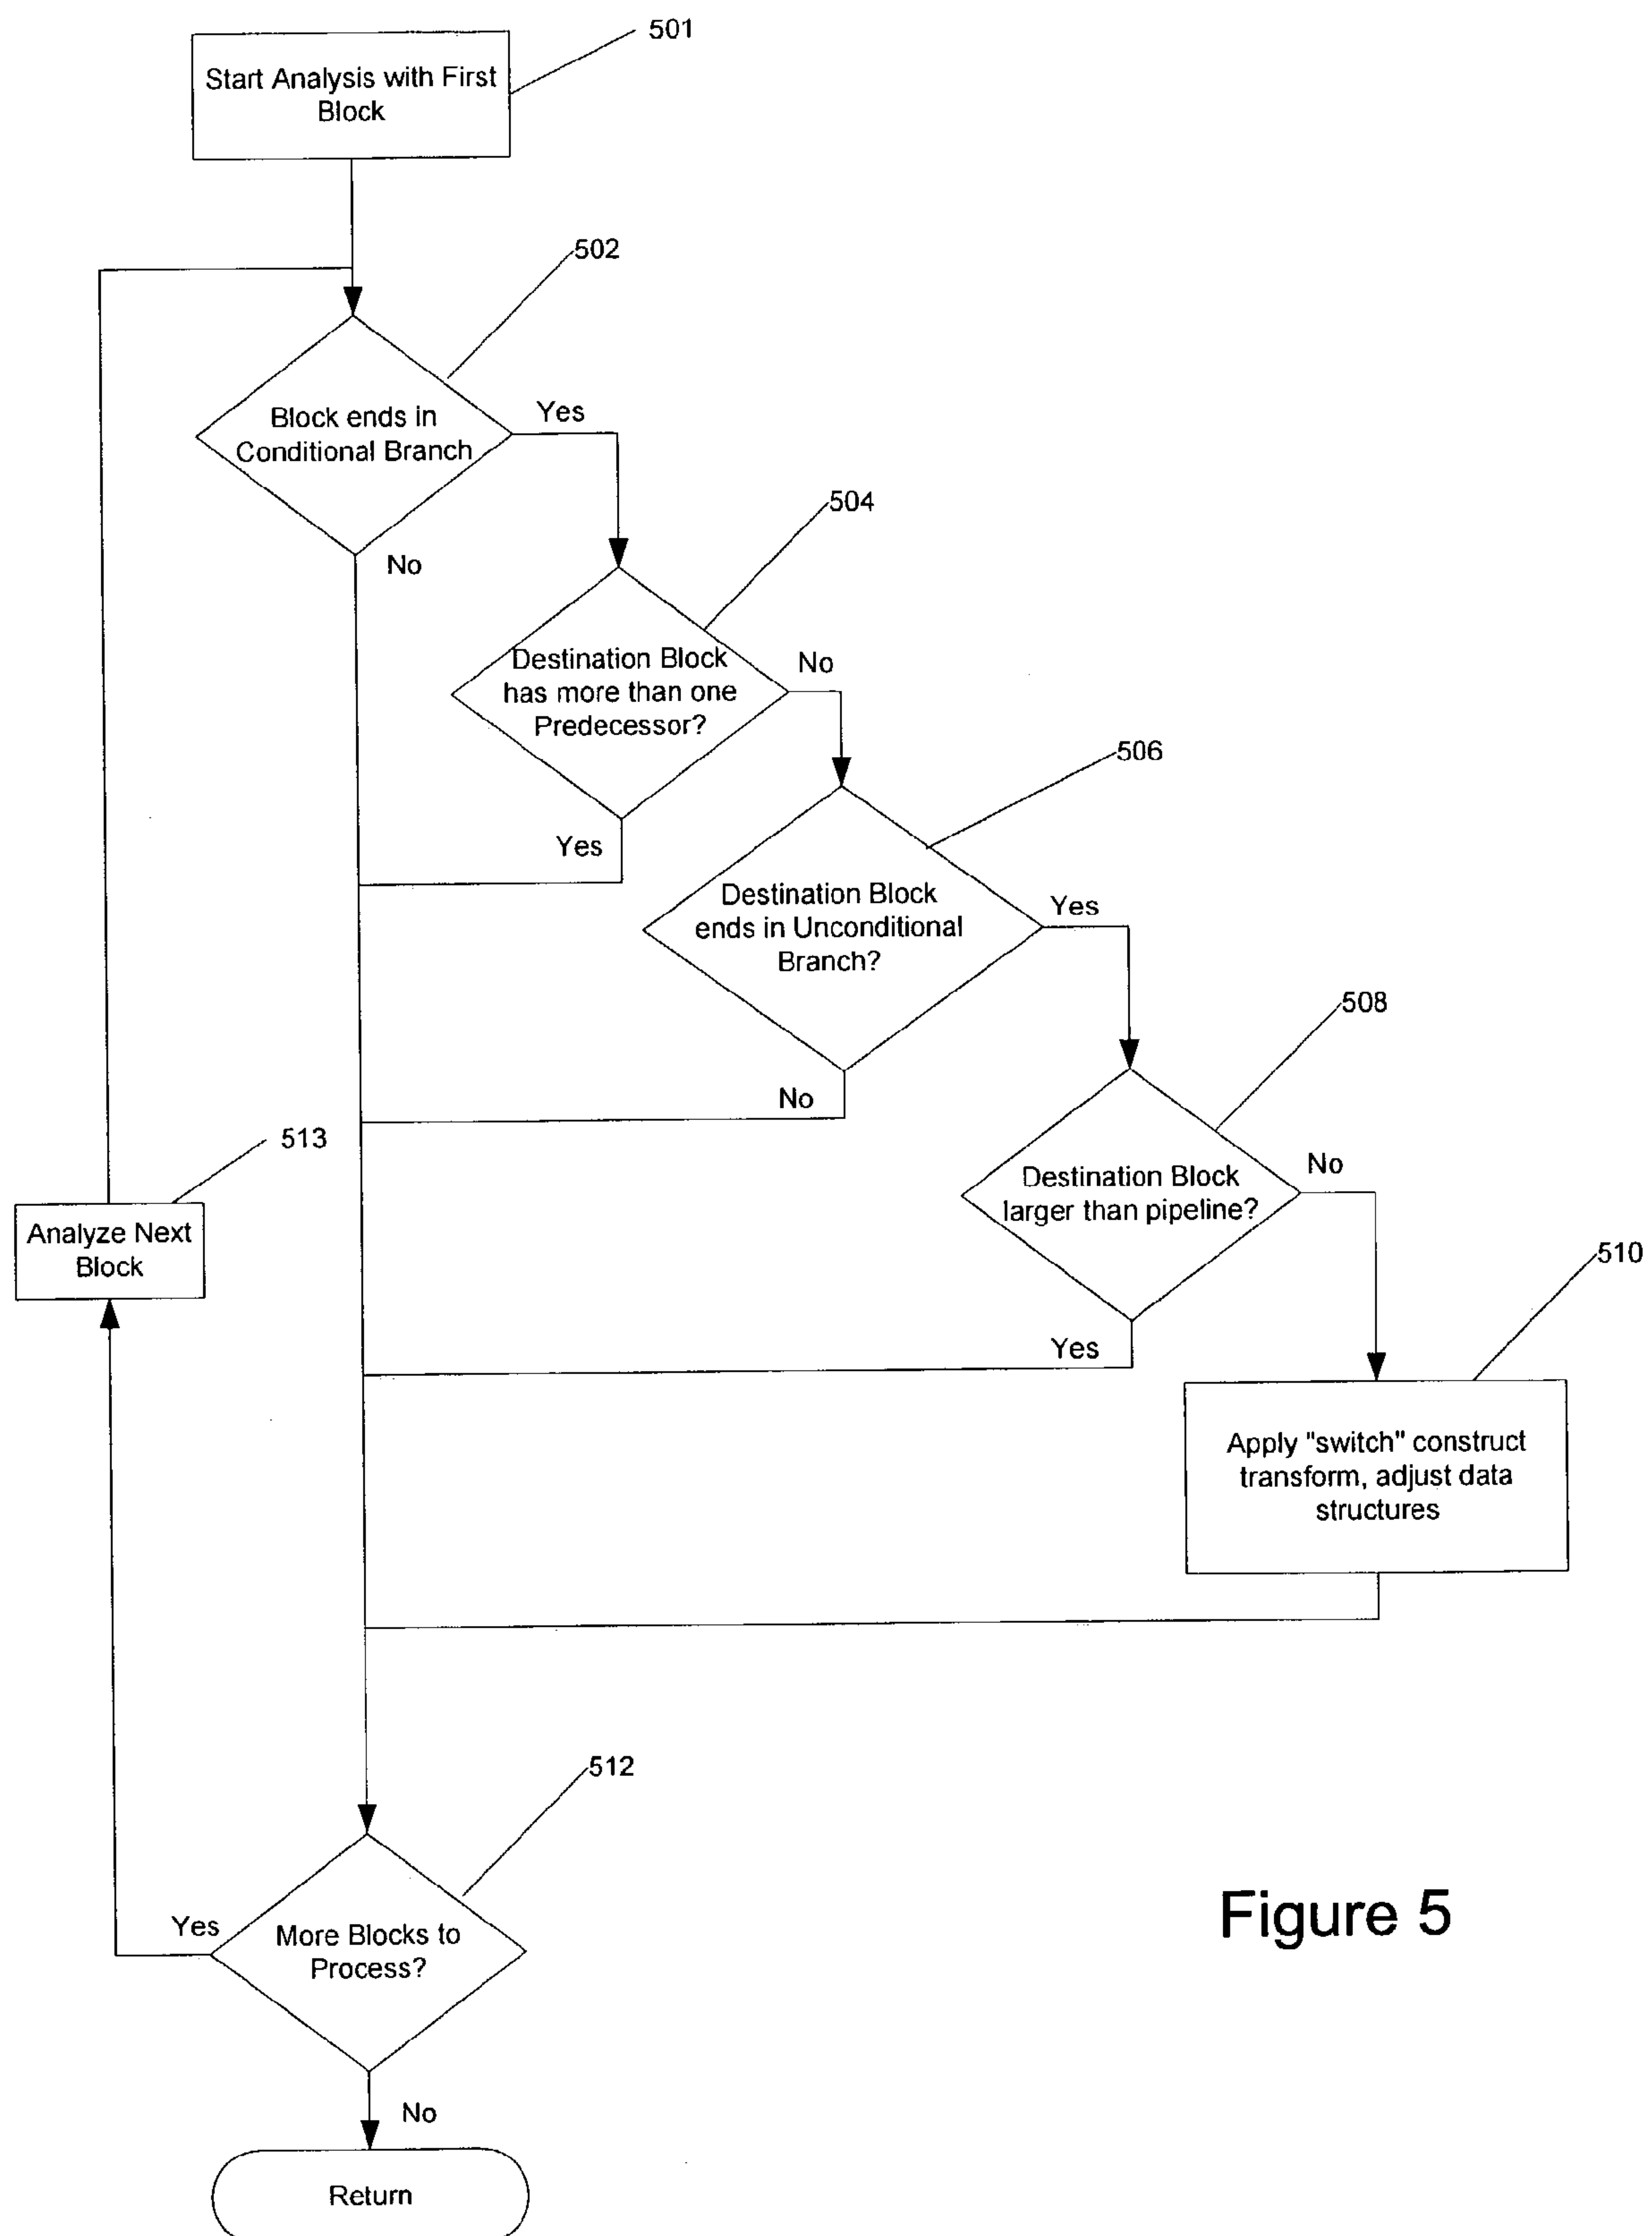 501
Start Analysis with First
Block
502
Block ends in
Conditional Branch
Yes
No
504
Destination Block
has more than one
Predecessor?
No
Yes
506
Destination Block
ends in Unconditional
Branch?
Yes
No
508
Destination Block
larger than pipeline?
No
Yes
513
Analyze Next
Block
510
Apply "switch" construct
transform, adjust data
structures
512
More Blocks to
Process?
Yes
No
Return
Figure 5